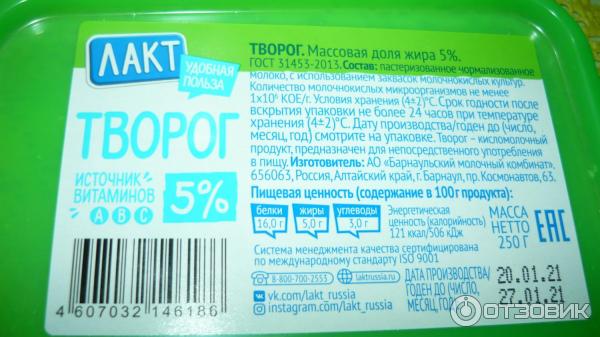 ЛАКТ
УДОБНАЯ
ПОЛЬЗА
ТВОРОГ
ИСТОЧНИК
ВИТАМИНОВ
A B C
5%
4 607032 146186
ТВОРОГ. Массовая доля жира 5%.
ГОСТ 31453-2013. Состав: пастеризованное нормализованное
молоко, с использованием заквасок молочнокислых культур.
Количество молочнокислых микроорганизмов не менее
1х10⁶ КОЕ/г. Условия хранения (4±2)°С. Срок годности после
вскрытия упаковки не более 24 часов при температуре
хранения (4±2)°С. Дату производства/годен до (число,
месяц, год) смотрите на упаковке. Творог – кисломолочный
продукт, предназначен для непосредственного употребления
в пищу. Изготовитель: АО «Барнаульский молочный комбинат»,
656063, Россия, Алтайский край, г. Барнаул, пр. Космонавтов, 63.
Пищевая ценность (содержание в 100 г продукта):
белки 16,0 г
жиры 5,0 г
углеводы 3,0 г
Энергетическая
ценность (калорийность)
121 ккал/506 кДж
МАССА
НЕТТО
250 Г
EAC
Система менеджмента качества сертифицирована
по международному стандарту ISO 9001
8-800-700-2553
laktrussia.ru
vk.com/lakt_russia
instagram.com/lakt_russia
ДАТА ПРОИЗВОДСТВА/
ГОДЕН ДО (ЧИСЛО,
МЕСЯЦ, ГОД)
20.01.21
27.01.21
ОТЗОВИК